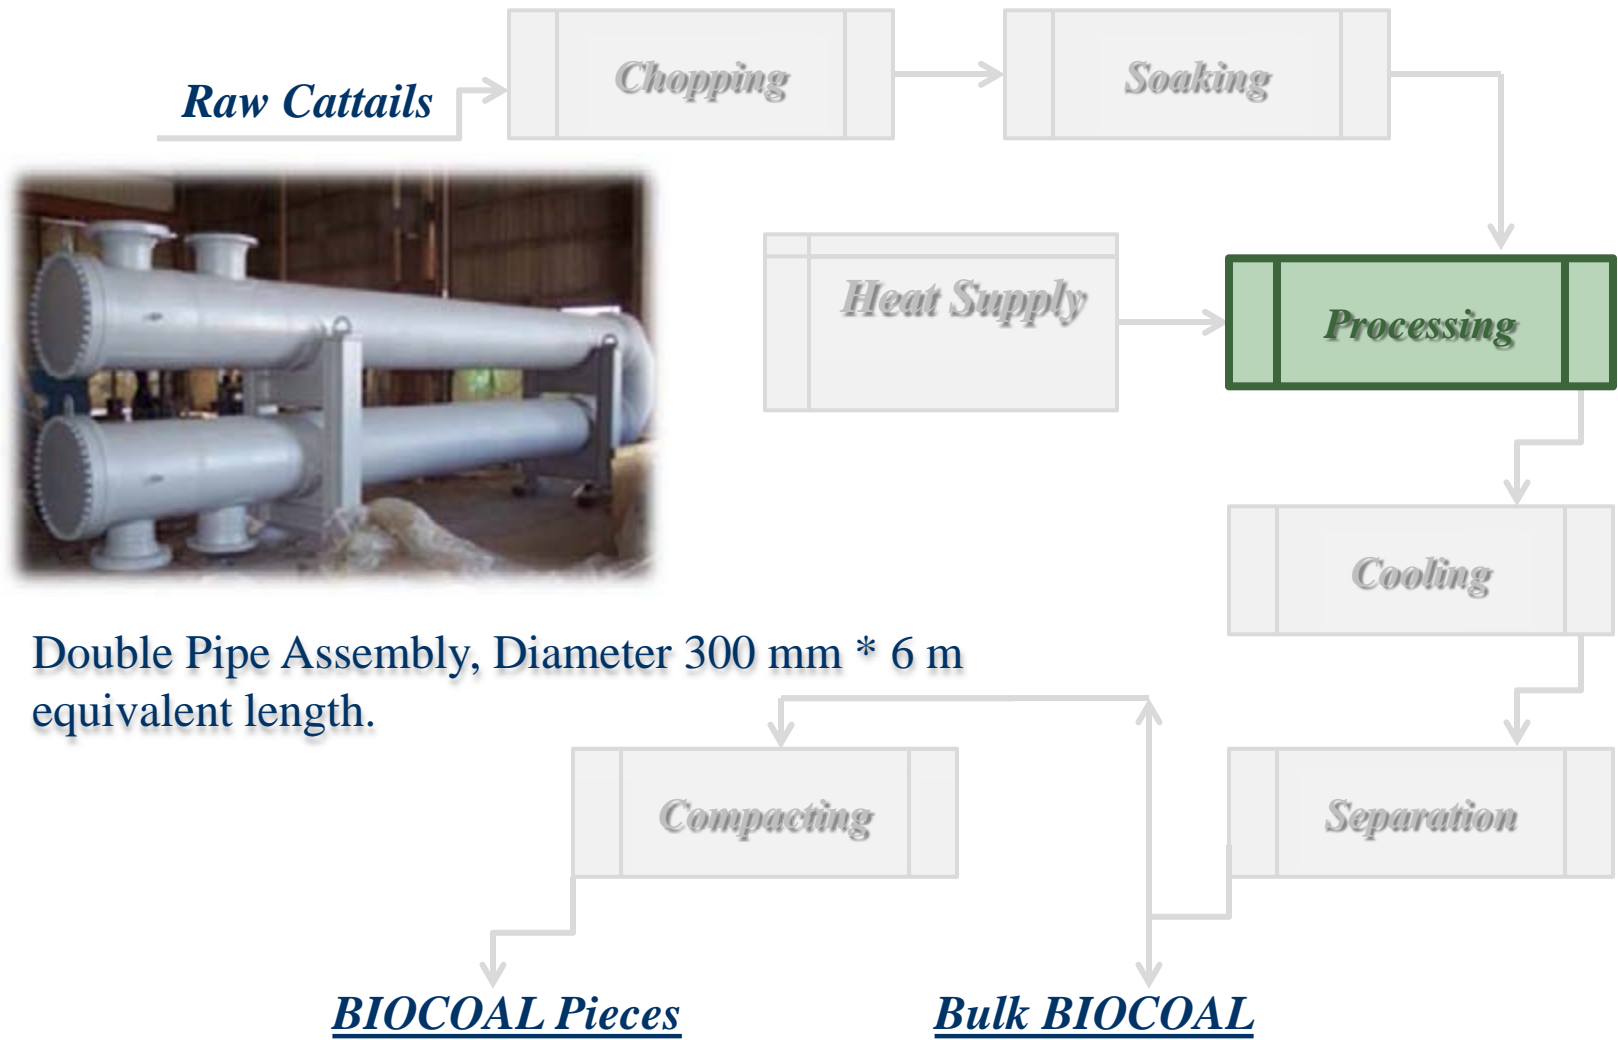 Chopping
Soaking
Raw Cattails
Heat Supply
Processing
Cooling
Double Pipe Assembly, Diameter 300 mm * 6 m
equivalent length.
Compacting
Separation
BIOCOAL Pieces
Bulk BIOCOAL